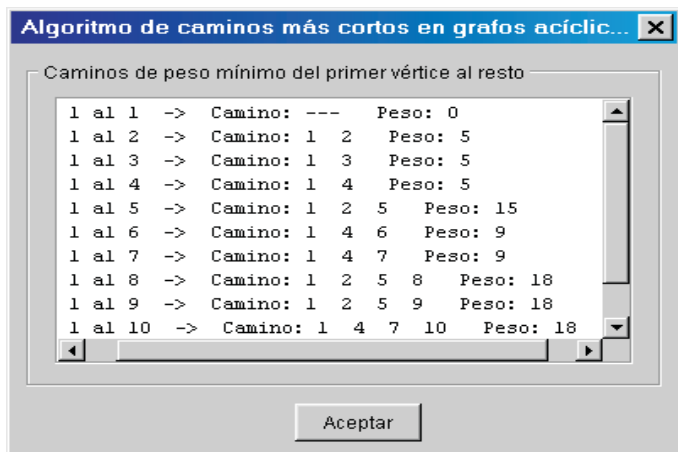 Algoritmo de caminos más cortos en grafos acíclic...
Caminos de peso mínimo del primer vértice al resto
1 al 1 -> Camino: --- Peso: 0
1 al 2 -> Camino: 1 2 Peso: 5
1 al 3 -> Camino: 1 3 Peso: 5
1 al 4 -> Camino: 1 4 Peso: 5
1 al 5 -> Camino: 1 2 5 Peso: 15
1 al 6 -> Camino: 1 4 6 Peso: 9
1 al 7 -> Camino: 1 4 7 Peso: 9
1 al 8 -> Camino: 1 2 5 8 Peso: 18
1 al 9 -> Camino: 1 2 5 9 Peso: 18
1 al 10 -> Camino: 1 4 7 10 Peso: 18
Aceptar